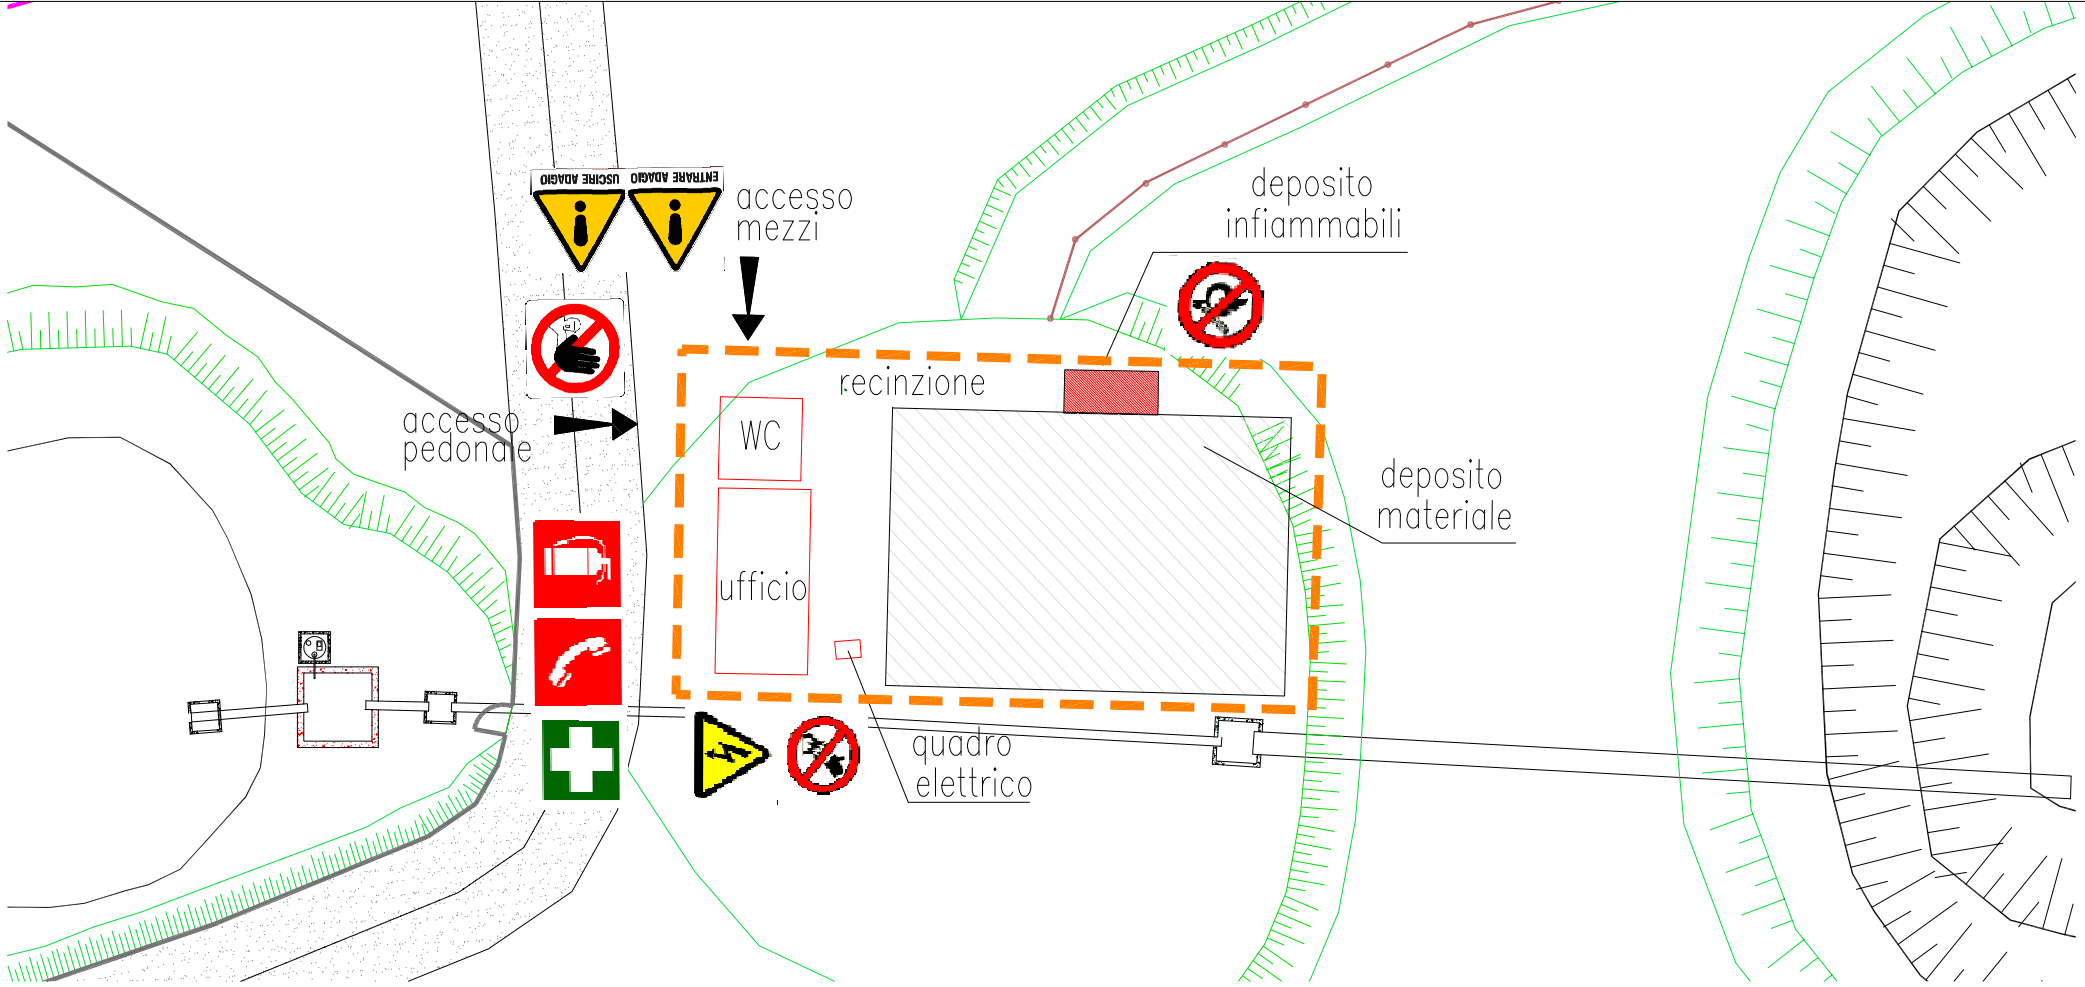 USCIRE ADAGIO
ENTRARE ADAGIO
accesso
mezzi
deposito
infiammabili
recinzione
accesso
pedonale
WC
deposito
materiale
ufficio
quadro
elettrico